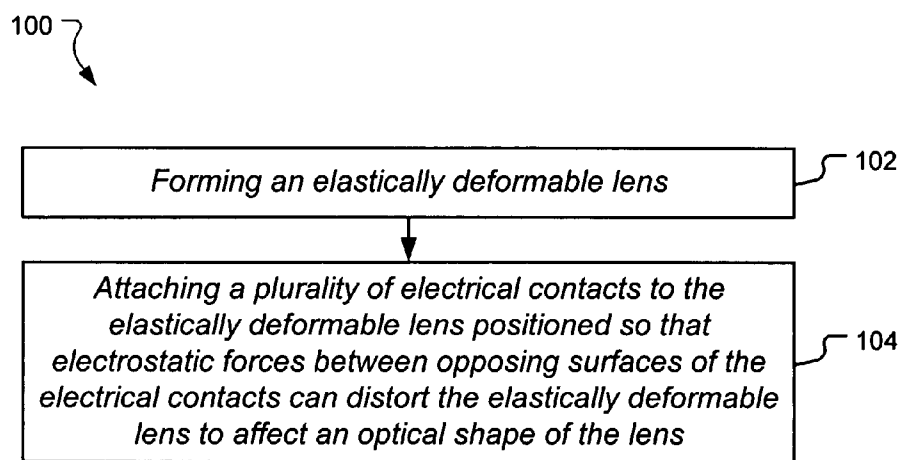 100
Forming an elastically deformable lens
102
Attaching a plurality of electrical contacts to the
elastically deformable lens positioned so that
electrostatic forces between opposing surfaces of the
electrical contacts can distort the elastically deformable
lens to affect an optical shape of the lens
104